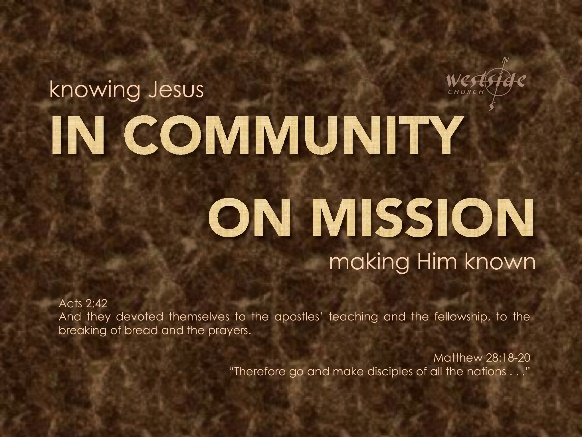 knowing Jesus
westside
CHURCH
IN COMMUNITY
ON MISSION
making Him known
Acts 2:42
And they devoted themselves to the apostles' teaching and the fellowship, to the
breaking of bread and the prayers.
Matthew 28:18-20
"Therefore go and make disciples of all the nations . . ."